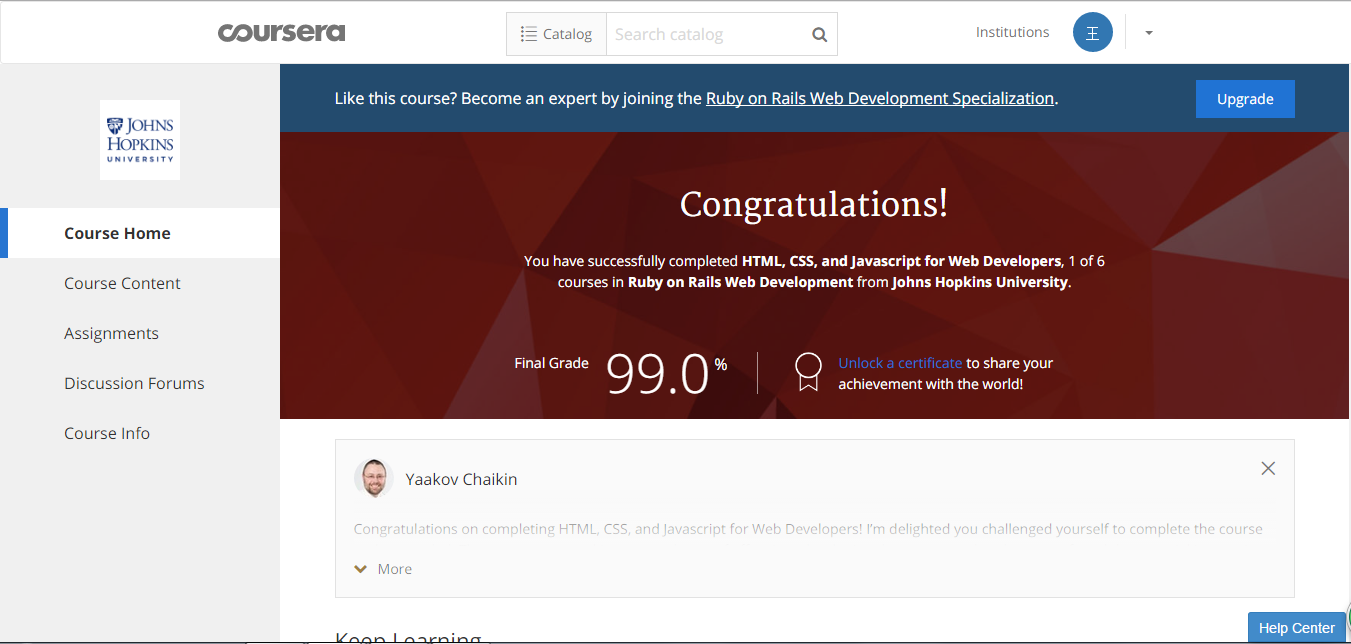 coursera
Catalog
Search catalog
Institutions
王
JOHNS
HOPKINS
UNIVERSITY
Like this course? Become an expert by joining the Ruby on Rails Web Development Specialization.
Upgrade
Course Home
Course Content
Assignments
Discussion Forums
Course Info
Congratulations!
You have successfully completed HTML, CSS, and Javascript for Web Developers, 1 of 6
courses in Ruby on Rails Web Development from Johns Hopkins University.
Final Grade
99.0 %
Unlock a certificate to share your
achievement with the world!
Yaakov Chaikin
Congratulations on completing HTML, CSS, and Javascript for Web Developers! I'm delighted you challenged yourself to complete the course
More
Keep Learning
Help Center